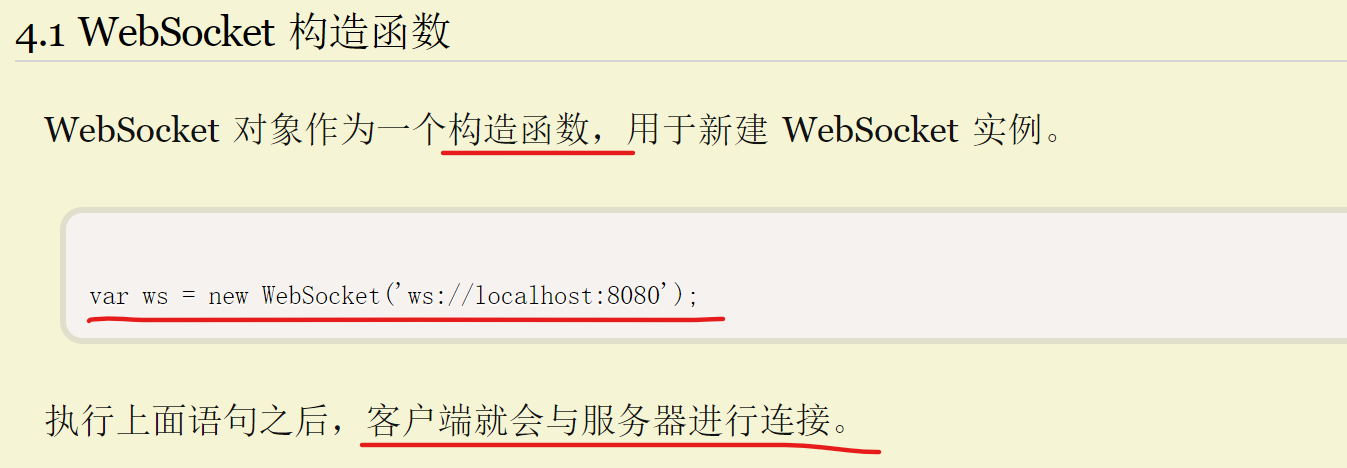 4.1 WebSocket 构造函数
WebSocket 对象作为一个构造函数，用于新建 WebSocket 实例。
var ws = new WebSocket('ws://localhost:8080');
执行上面语句之后，客户端就会与服务器进行连接。